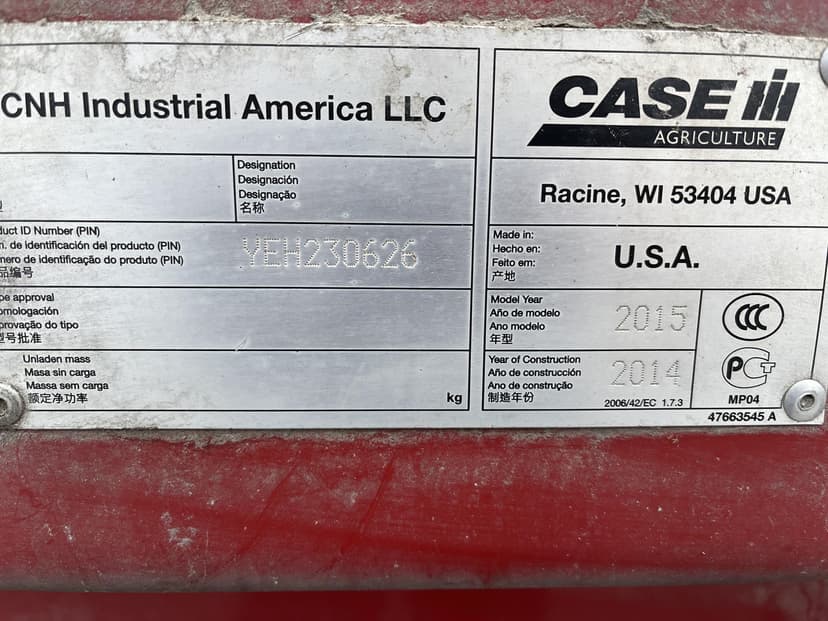 CNH Industrial America LLC
CASE IH
AGRICULTURE
Designation
Designación
Designação
名称
型
Racine, WI 53404 USA
duct ID Number (PIN)
m. de identificación del producto (PIN)
mero de identificação do produto (PIN)
品编号
YEH230626
Made in:
Hecho en:
Feito em:
产地
U.S.A.
pe approval
omologación
provação do tipo
型号批准
Model Year
Año de modelo
Ano modelo
年型
2015
CCC
Unladen mass
Masa sin carga
Massa sem carga
额定净功率
kg
Year of Construction
Año de construcción
Ano de construção
制造年份
2014
2006/42/EC 1.7.3
PCT
MP04
47663545 A